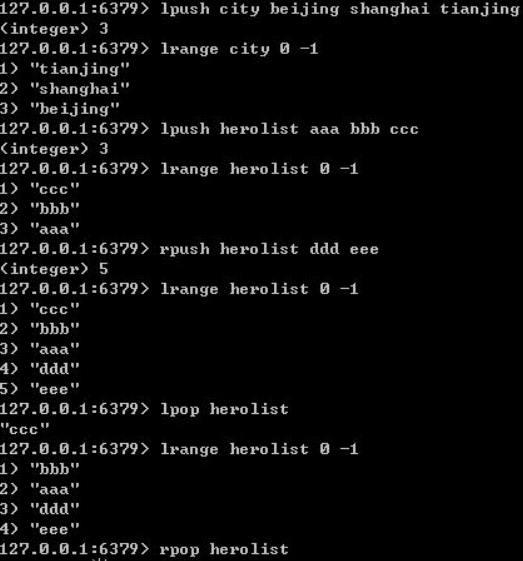 127.0.0.1:6379> lpush city beijing shanghai tianjing
(integer) 3
127.0.0.1:6379> lrange city 0 -1
1) "tianjing"
2) "shanghai"
3) "beijing"
127.0.0.1:6379> lpush herolist aaa bbb ccc
(integer) 3
127.0.0.1:6379> lrange herolist 0 -1
1) "ccc"
2) "bbb"
3) "aaa"
127.0.0.1:6379> rpush herolist ddd eee
(integer) 5
127.0.0.1:6379> lrange herolist 0 -1
1) "ccc"
2) "bbb"
3) "aaa"
4) "ddd"
5) "eee"
127.0.0.1:6379> lpop herolist
"ccc"
127.0.0.1:6379> lrange herolist 0 -1
1) "bbb"
2) "aaa"
3) "ddd"
4) "eee"
127.0.0.1:6379> rpop herolist